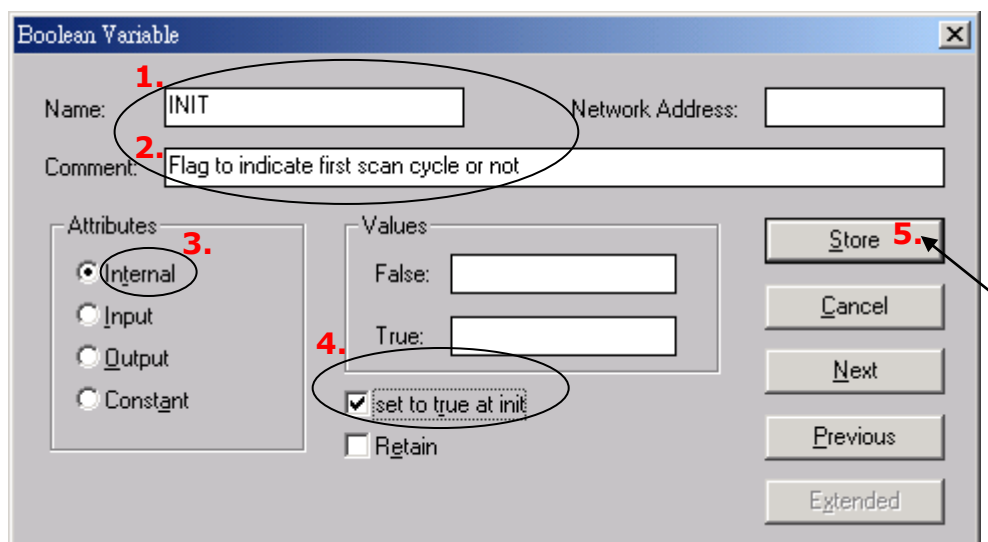 Boolean Variable
1.
Name: INIT Network Address:
2.
Comment: Flag to indicate first scan cycle or not
Attributes
3.
Internal
Input
Output
Constant
Values
False:
True:
4.
set to true at init
Retain
Store 5.
Cancel
Next
Previous
Extended